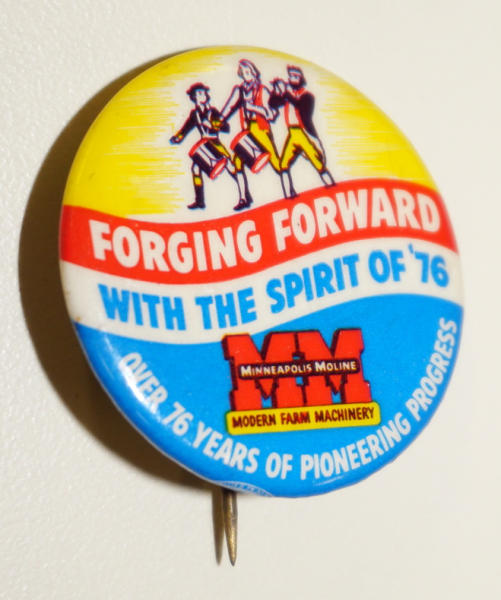 FORGING FORWARD
WITH THE SPIRIT OF '76
MM
MINNEAPOLIS MOLINE
MODERN FARM MACHINERY
OVER 76 YEARS OF PIONEERING PROGRESS